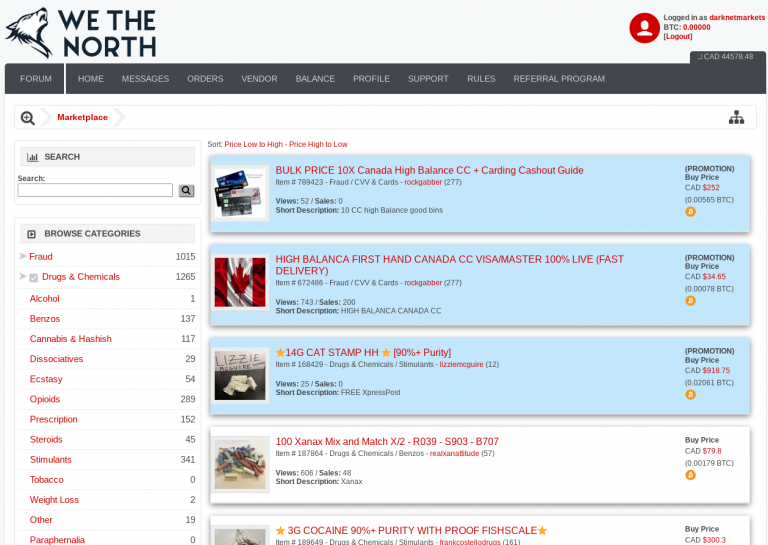 WE THE
NORTH
Logged in as darknetmarkets
BTC: 0.00000
[Logout]
CAD 44578.48
FORUM HOME MESSAGES ORDERS VENDOR BALANCE PROFILE SUPPORT RULES REFERRAL PROGRAM
Marketplace
SEARCH
Search:
BROWSE CATEGORIES
Fraud 1015
Drugs & Chemicals 1265
Alcohol 1
Benzos 137
Cannabis & Hashish 117
Dissociatives 29
Ecstasy 54
Opioids 289
Prescription 152
Steroids 45
Stimulants 341
Tobacco 0
Weight Loss 2
Other 19
Paraphernalia 0
Sort: Price Low to High - Price High to Low
BULK PRICE 10X Canada High Balance CC + Carding Cashout Guide
Item # 789423 - Fraud / CVV & Cards - rockgabber (277)
Views: 52 / Sales: 0
Short Description: 10 CC high Balance good bins
(PROMOTION)
Buy Price
CAD $252
(0.00565 BTC)
HIGH BALANCA FIRST HAND CANADA CC VISA/MASTER 100% LIVE (FAST
DELIVERY)
Item # 672486 - Fraud / CVV & Cards - rockgabber (277)
Views: 743 / Sales: 200
Short Description: HIGH BALANCA CANADA CC
(PROMOTION)
Buy Price
CAD $34.65
(0.00078 BTC)
LIZZIE
⭐14G CAT STAMP HH ⭐ [90%+ Purity]
Item # 168429 - Drugs & Chemicals / Stimulants - lizziemcguire (12)
Views: 25 / Sales: 0
Short Description: FREE XpressPost
(PROMOTION)
Buy Price
CAD $918.75
(0.02061 BTC)
100 Xanax Mix and Match X/2 - R039 - S903 - B707
Item # 187864 - Drugs & Chemicals / Benzos - realxanattitude (57)
Views: 606 / Sales: 48
Short Description: Xanax
Buy Price
CAD $79.8
(0.00179 BTC)
⭐ 3G COCAINE 90%+ PURITY WITH PROOF FISHSCALE⭐
Item # 189649 - Drugs & Chemicals / Stimulants - frankcostellodrugs (161)
Buy Price
CAD $300.3